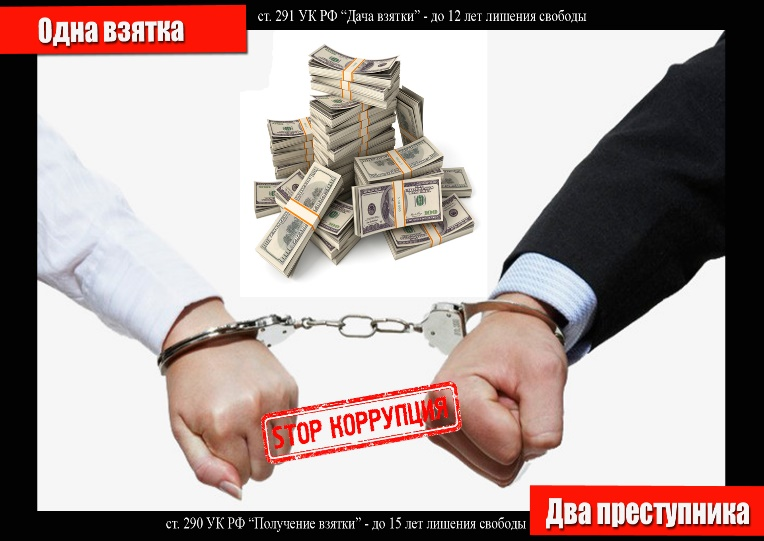 Одна взятка
ст. 291 УК РФ “Дача взятки” - до 12 лет лишения свободы
STOP КОРРУПЦИЯ
ст. 290 УК РФ “Получение взятки” - до 15 лет лишения свободы
Два преступника